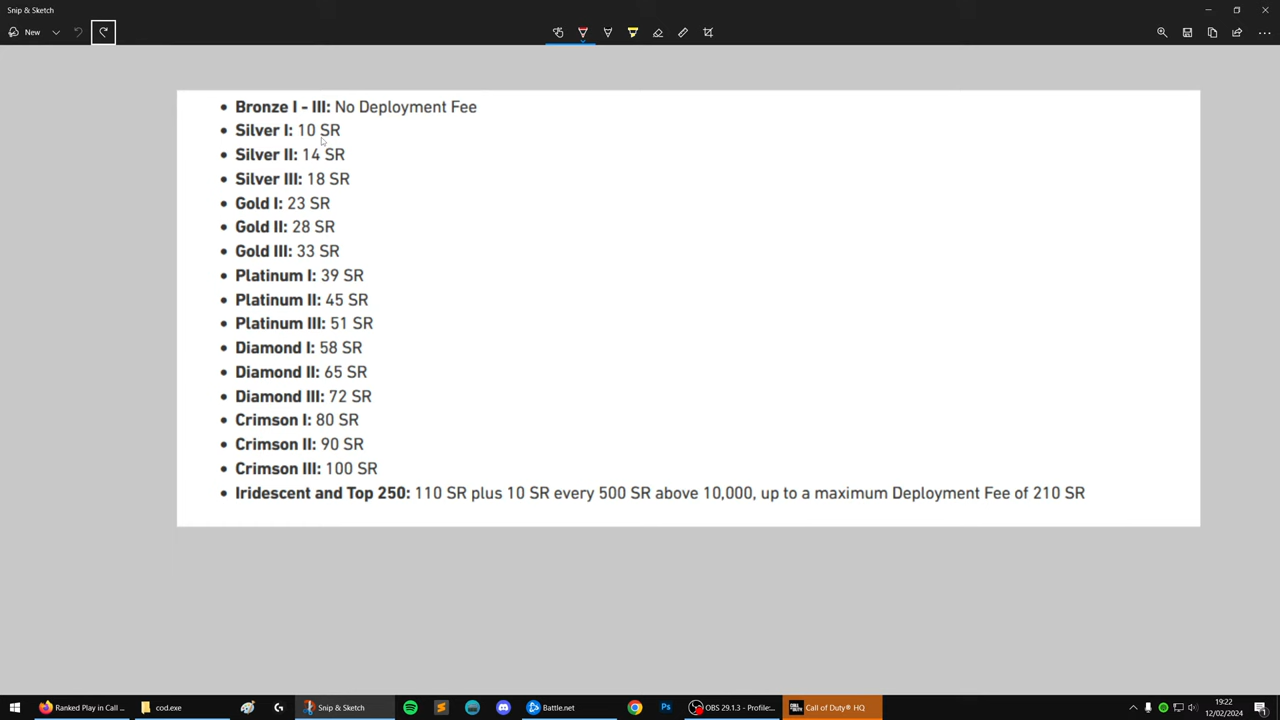 Snip & Sketch
New
• Bronze I - III: No Deployment Fee
• Silver I: 10 SR
• Silver II: 14 SR
• Silver III: 18 SR
• Gold I: 23 SR
• Gold II: 28 SR
• Gold III: 33 SR
• Platinum I: 39 SR
• Platinum II: 45 SR
• Platinum III: 51 SR
• Diamond I: 58 SR
• Diamond II: 65 SR
• Diamond III: 72 SR
• Crimson I: 80 SR
• Crimson II: 90 SR
• Crimson III: 100 SR
• Iridescent and Top 250: 110 SR plus 10 SR every 500 SR above 10,000, up to a maximum Deployment Fee of 210 SR
Ranked Play in Call ... cod.exe Snip & Sketch Ps Battle.net OBS 29.1.3 - Profile:... Call of Duty® HQ 19:22
12/02/2024